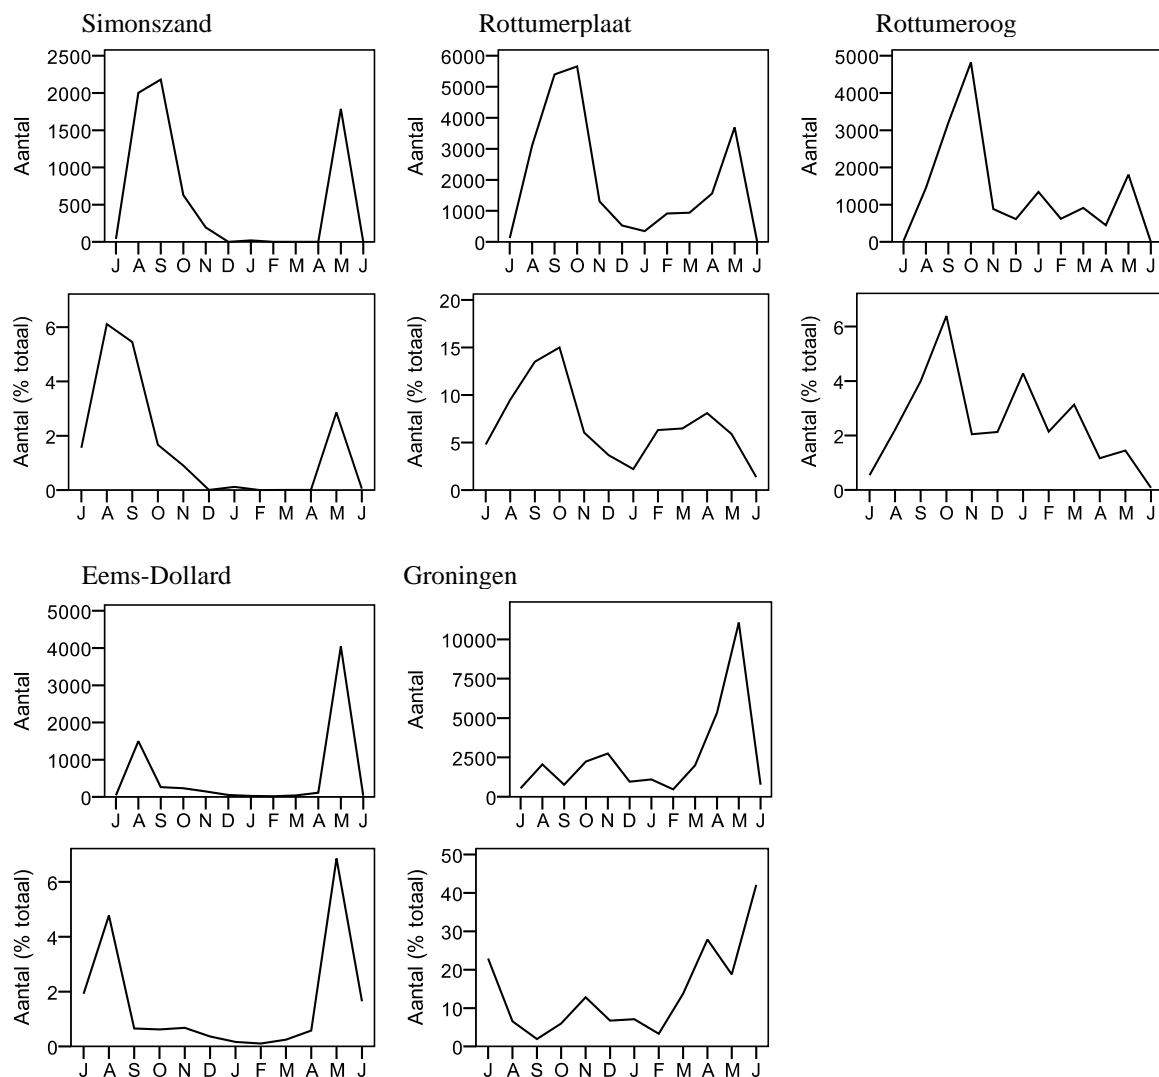 Simonszand
Aantal
2500
2000
1500
1000
500
0
J A S O N D J F M A M J
Rottumerplaat
Aantal
6000
5000
4000
3000
2000
1000
0
J A S O N D J F M A M J
Rottumeroog
Aantal
5000
4000
3000
2000
1000
0
J A S O N D J F M A M J
Aantal (% totaal)
6
4
2
0
J A S O N D J F M A M J
Aantal (% totaal)
20
15
10
5
0
J A S O N D J F M A M J
Aantal (% totaal)
6
4
2
0
J A S O N D J F M A M J
Eems-Dollard
Aantal
5000
4000
3000
2000
1000
0
J A S O N D J F M A M J
Groningen
Aantal
10000
7500
5000
2500
0
J A S O N D J F M A M J
Aantal (% totaal)
6
4
2
0
J A S O N D J F M A M J
Aantal (% totaal)
50
40
30
20
10
0
J A S O N D J F M A M J